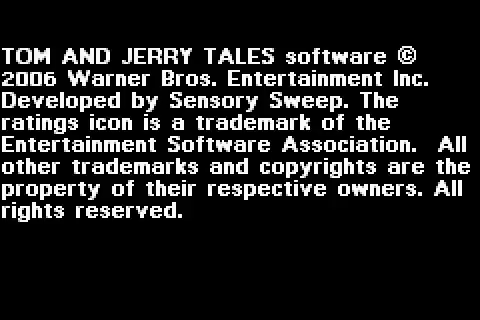 TOM AND JERRY TALES software ©
2006 Warner Bros. Entertainment Inc.
Developed by Sensory Sweep. The
ratings icon is a trademark of the
Entertainment Software Association.  All
other trademarks and copyrights are the
property of their respective owners. All
rights reserved.